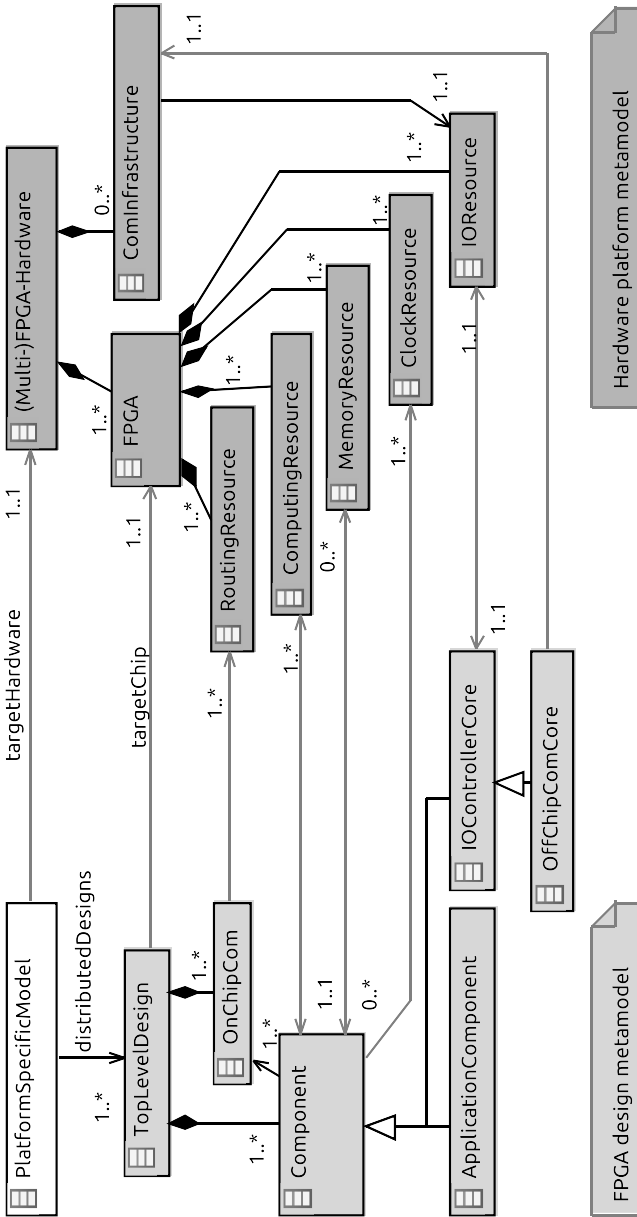 PlatformSpecificModel
targetHardware
1..1
(Multi-)FPGA-Hardware
distributedDesigns
1..*
1..*
0..*
TopLevelDesign
targetChip
1..1
FPGA
ComInfrastructure
1..*
1..*
1..1
OnChipCom
1..*
RoutingResource
1..*
1..*
1..*
Component
1..*
ComputingResource
1..*
1..1
0..*
MemoryResource
0..*
1..*
1..*
ClockResource
1..*
1..1
ApplicationComponent
IOControllerCore
1..1
1..1
IOResource
OffChipComCore
FPGA design metamodel
Hardware platform metamodel